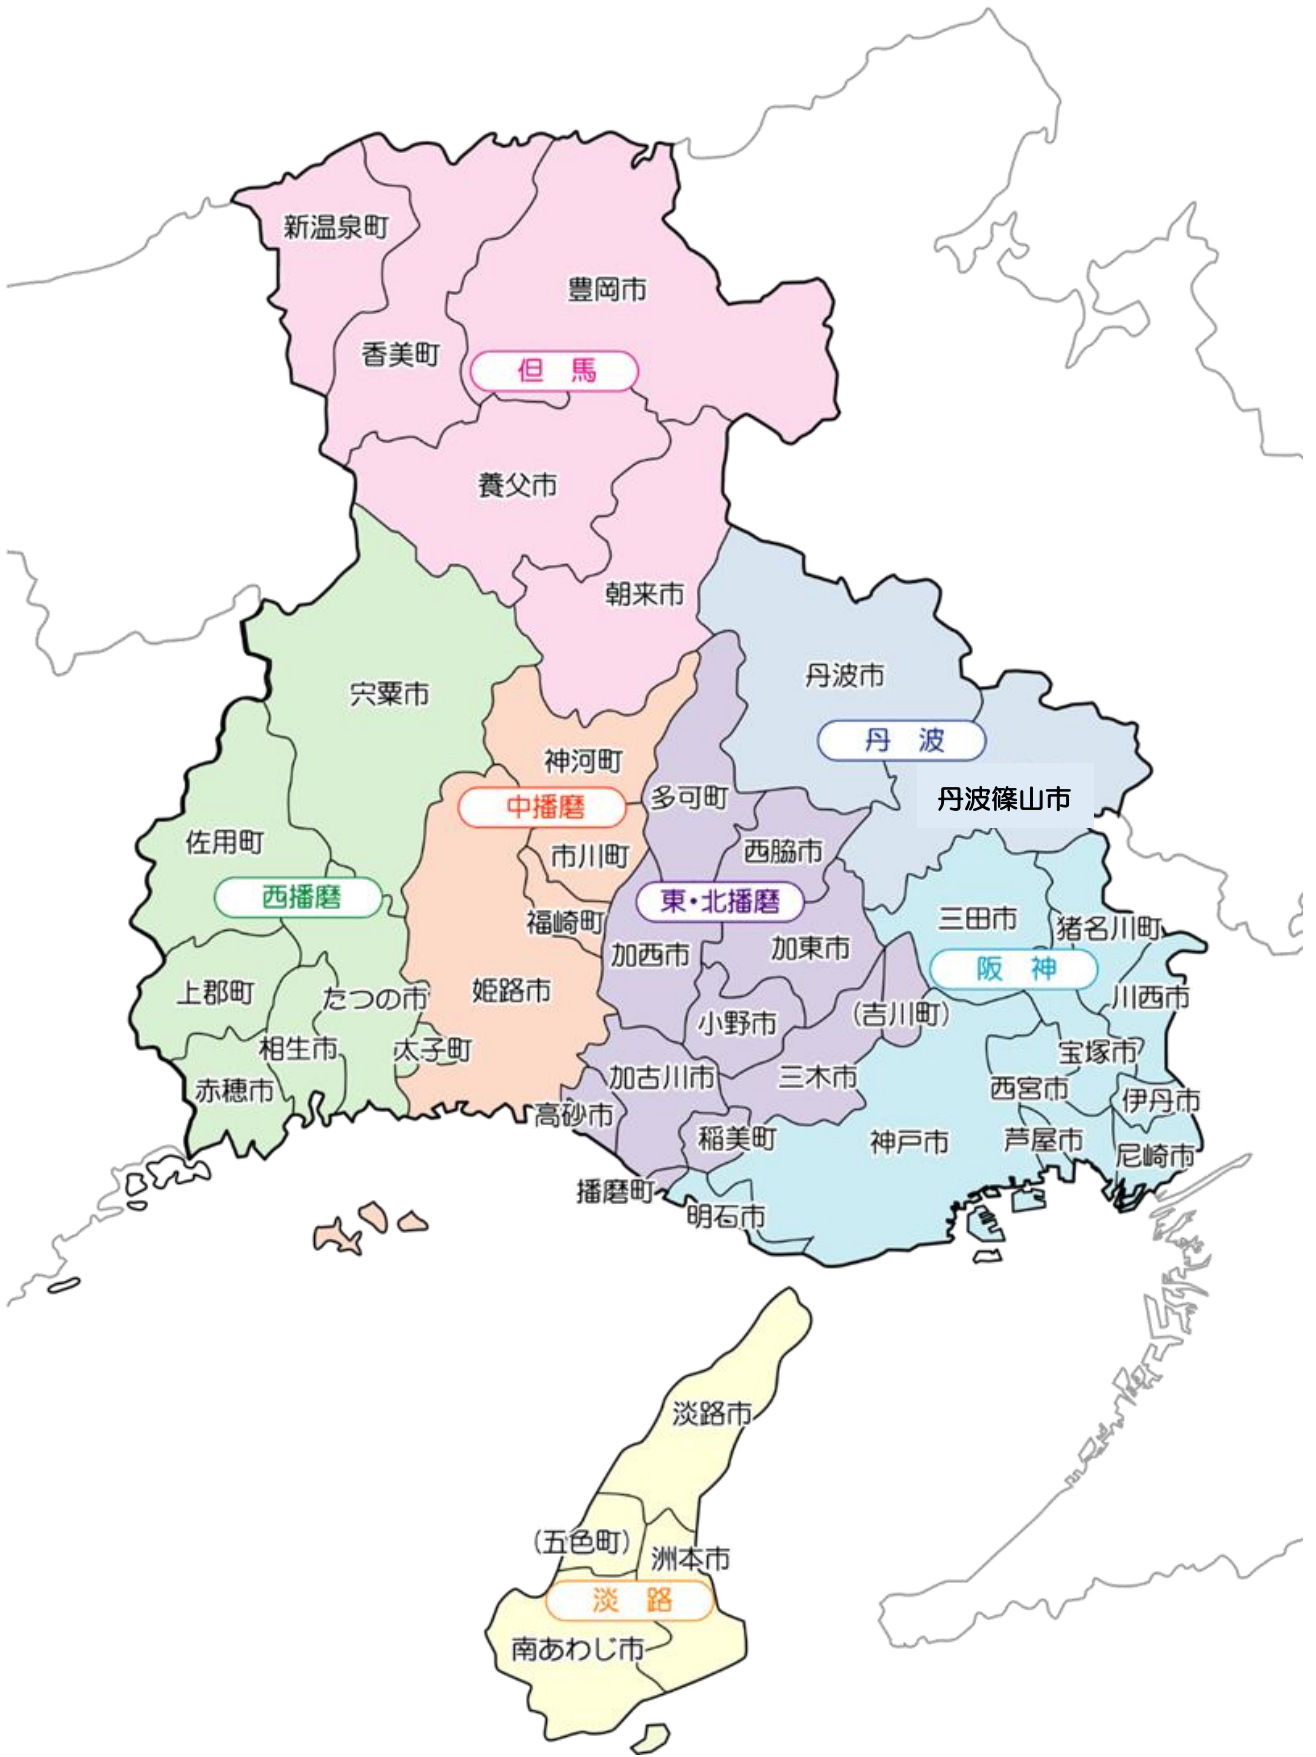 新温泉町
豊岡市
香美町
但 馬
養父市
朝来市
丹波市
宍粟市
丹 波
神河町
多可町
丹波篠山市
中播磨
佐用町
市川町
西脇市
西播磨
東・北播磨
福崎町
三田市
猪名川町
加西市
加東市
阪 神
上郡町
たつの市
姫路市
川西市
小野市
(吉川町)
相生市
太子町
宝塚市
赤穂市
加古川市
三木市
西宮市
伊丹市
高砂市
稲美町
神戸市
芦屋市
尼崎市
播磨町
明石市
淡路市
(五色町)
洲本市
淡 路
南あわじ市